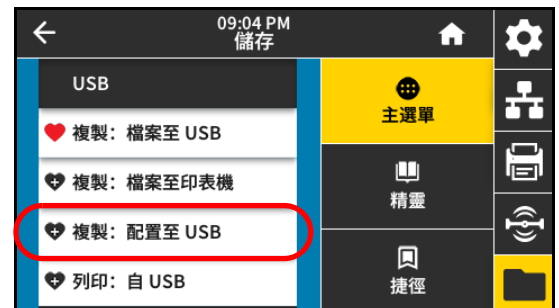 09:04 PM
儲存
USB
複製：檔案至 USB
複製：檔案至印表機
複製：配置至 USB
列印：自 USB
主選單
精靈
捷徑